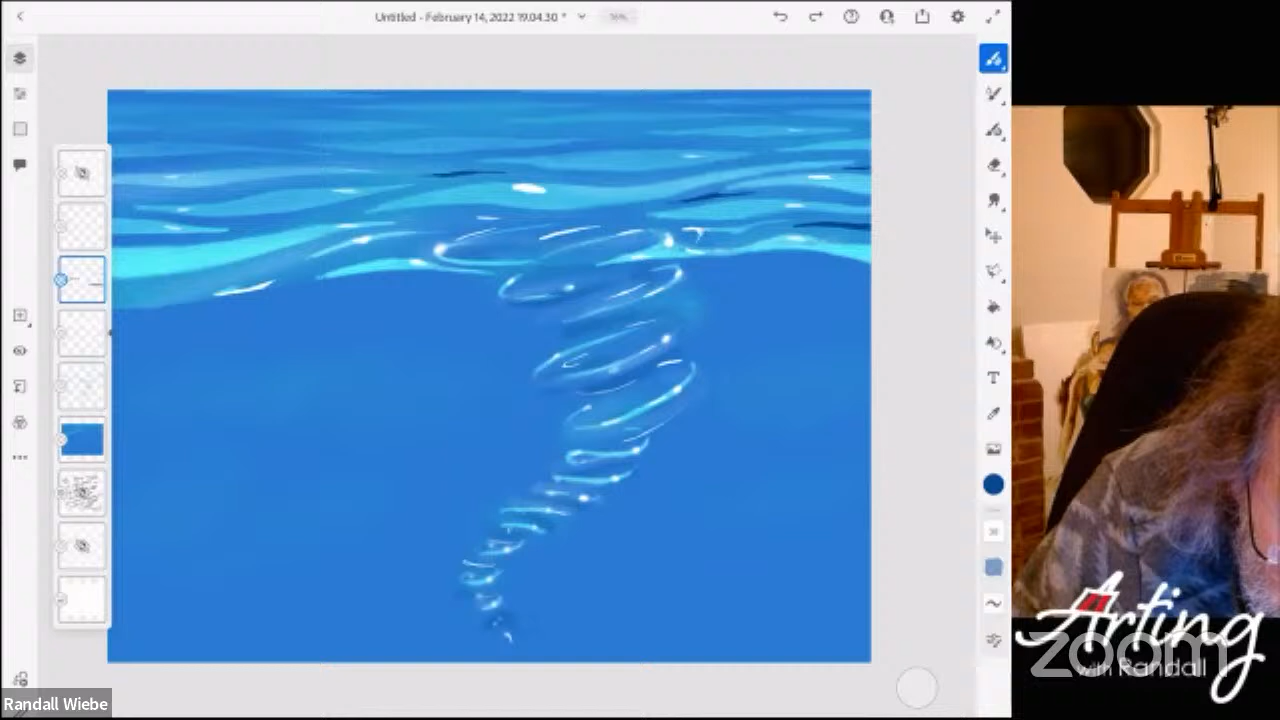 Untitled - February 14, 2022 19.04.30 *
T
Arting
with Randall
zoom
Randall Wiebe